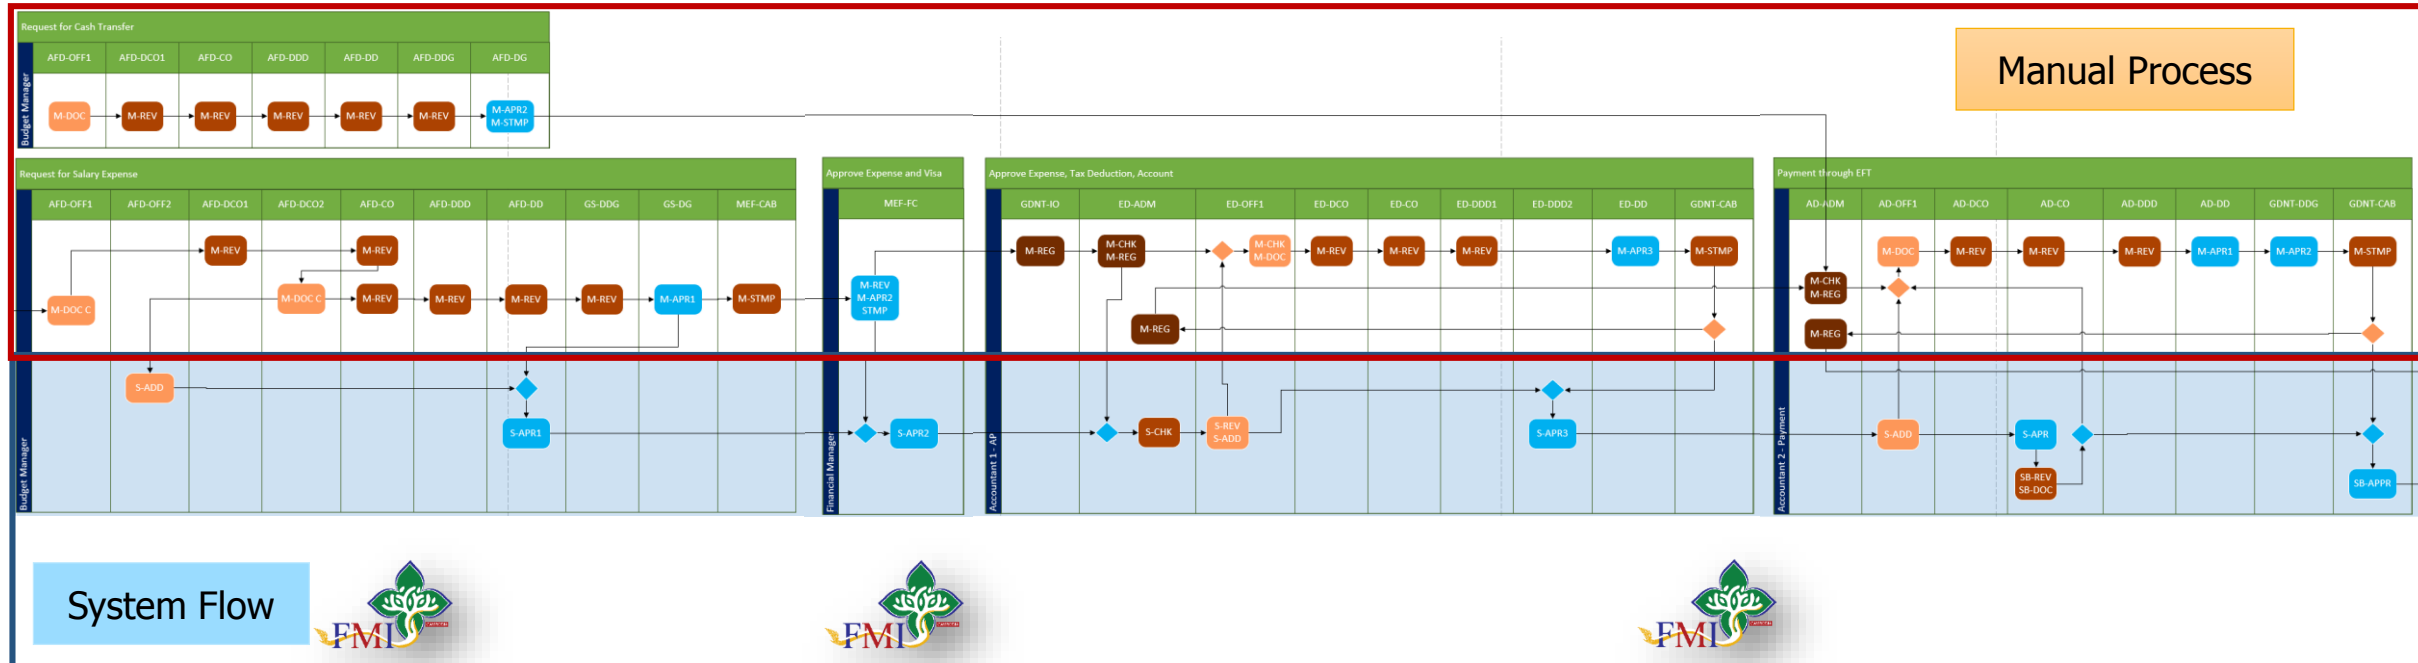 Request for Cash Transfer
Budget Manager
AFD-OFF1 AFD-DCO1 AFD-CO AFD-DDD AFD-DD AFD-DDG AFD-DG
M-DOC M-REV M-REV M-REV M-REV M-REV M-APR2
M-STMP
Manual Process
Request for Salary Expense
Budget Manager
AFD-OFF1 AFD-OFF2 AFD-DCO1 AFD-DCO2 AFD-CO AFD-DDD AFD-DD GS-DDG GS-DG MEF-CAB
M-REV M-REV
M-DOC C M-DOC C M-REV M-REV M-REV M-REV M-APR1 M-STMP
S-ADD
S-APR1
Approve Expense and Visa
Financial Manager
MEF-FC
M-REV
M-APR2
STMP
S-APR2
Approve Expense, Tax Deduction, Account
Accountant 1 - AP
GDNT-IO ED-ADM ED-OFF1 ED-DCO ED-CO ED-DDD1 ED-DDD2 ED-DD GDNT-CAB
M-REG M-CHK
M-REG
M-CHK
M-DOC
M-REV M-REV M-REV M-APR3 M-STMP
M-REG
S-CHK S-REV
S-ADD
S-APR3
Payment through EFT
Accountant 2 - Payment
AD-ADM AD-OFF1 AD-DCO AD-CO AD-DDD AD-DD GDNT-DDG GDNT-CAB
M-DOC M-REV M-REV M-REV M-APR1 M-APR2 M-STMP
M-CHK
M-REG
M-REG
S-ADD S-APR
SB-REV
SB-DOC
SB-APPR
System Flow
FMIS
FMIS
FMIS